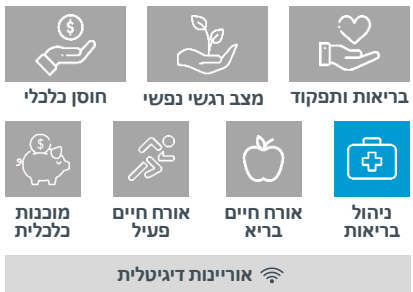 בריאות ותפקוד
מצב רגשי נפשי
חוסן כלכלי
ניהול
בריאות
אורח חיים
בריא
אורח חיים
פעיל
מוכנות
כלכלית
אוריינות דיגיטלית